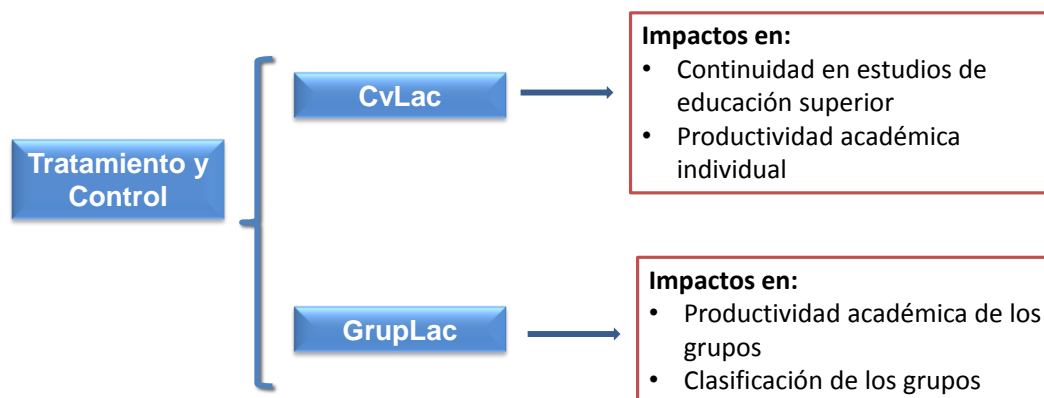 Tratamiento y
Control
CvLac
Impactos en:
• Continuidad en estudios de
educación superior
• Productividad académica
individual
GrupLac
Impactos en:
• Productividad académica de los
grupos
• Clasificación de los grupos